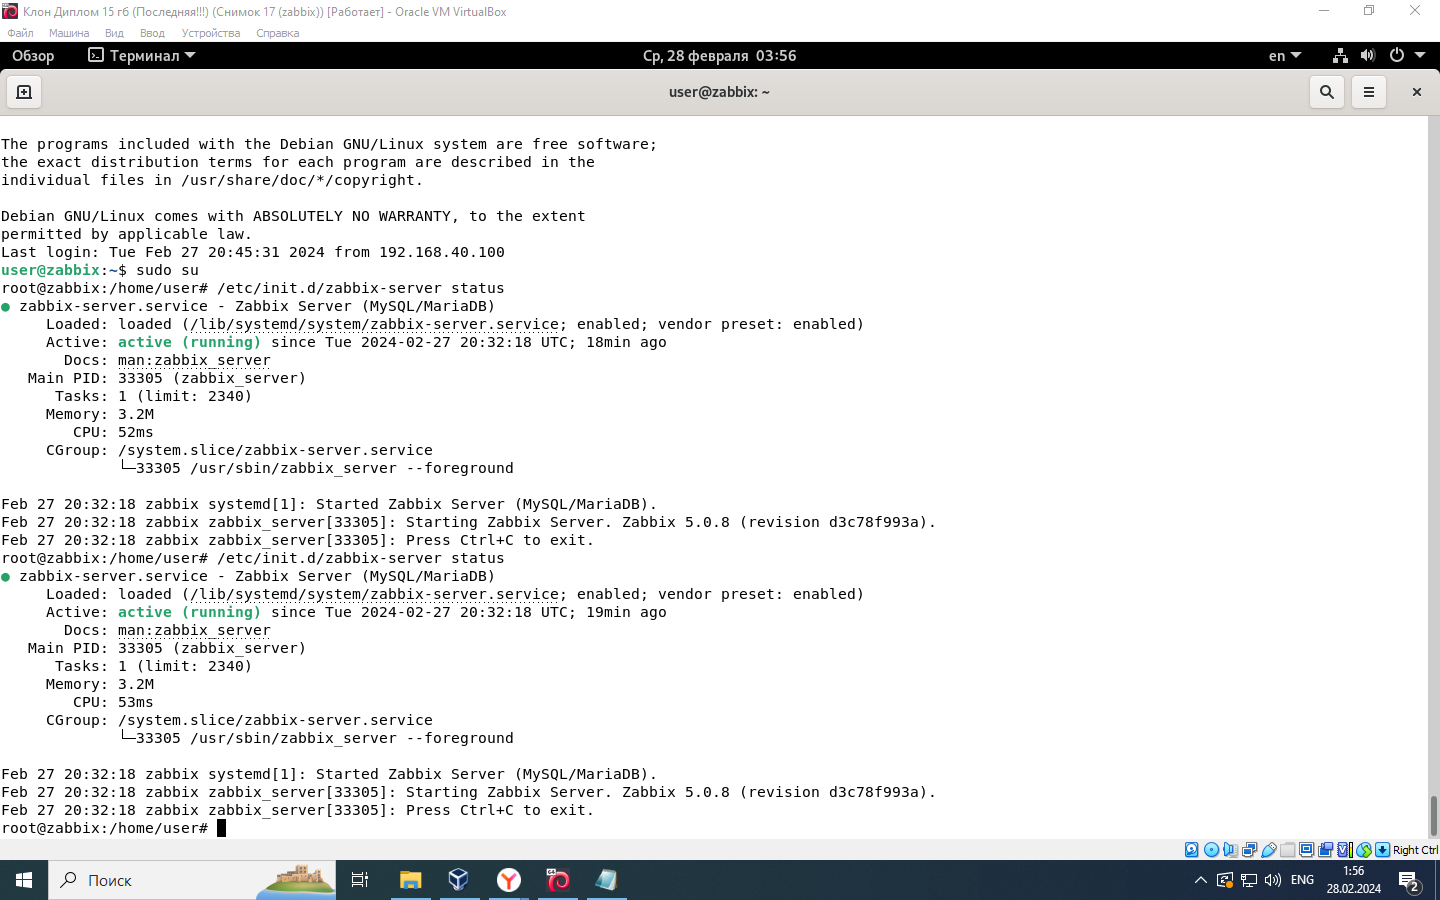 Клон Диплом 15 гб (Последняя!!!) (Снимок 17 (zabbix)) [Работает] - Oracle VM VirtualBox
Файл Машина Вид Ввод Устройства Справка
Обзор Терминал Ср, 28 февраля 03:56 en
user@zabbix: ~
The programs included with the Debian GNU/Linux system are free software;
the exact distribution terms for each program are described in the
individual files in /usr/share/doc/*/copyright.
Debian GNU/Linux comes with ABSOLUTELY NO WARRANTY, to the extent
permitted by applicable law.
Last login: Tue Feb 27 20:45:31 2024 from 192.168.40.100
user@zabbix:~$ sudo su
root@zabbix:/home/user# /etc/init.d/zabbix-server status
● zabbix-server.service - Zabbix Server (MySQL/MariaDB)
Loaded: loaded (/lib/systemd/system/zabbix-server.service; enabled; vendor preset: enabled)
Active: active (running) since Tue 2024-02-27 20:32:18 UTC; 18min ago
Docs: man:zabbix_server
Main PID: 33305 (zabbix_server)
Tasks: 1 (limit: 2340)
Memory: 3.2M
CPU: 52ms
CGroup: /system.slice/zabbix-server.service
└─33305 /usr/sbin/zabbix_server --foreground
Feb 27 20:32:18 zabbix systemd[1]: Started Zabbix Server (MySQL/MariaDB).
Feb 27 20:32:18 zabbix zabbix_server[33305]: Starting Zabbix Server. Zabbix 5.0.8 (revision d3c78f993a).
Feb 27 20:32:18 zabbix zabbix_server[33305]: Press Ctrl+C to exit.
root@zabbix:/home/user# /etc/init.d/zabbix-server status
● zabbix-server.service - Zabbix Server (MySQL/MariaDB)
Loaded: loaded (/lib/systemd/system/zabbix-server.service; enabled; vendor preset: enabled)
Active: active (running) since Tue 2024-02-27 20:32:18 UTC; 19min ago
Docs: man:zabbix_server
Main PID: 33305 (zabbix_server)
Tasks: 1 (limit: 2340)
Memory: 3.2M
CPU: 53ms
CGroup: /system.slice/zabbix-server.service
└─33305 /usr/sbin/zabbix_server --foreground
Feb 27 20:32:18 zabbix systemd[1]: Started Zabbix Server (MySQL/MariaDB).
Feb 27 20:32:18 zabbix zabbix_server[33305]: Starting Zabbix Server. Zabbix 5.0.8 (revision d3c78f993a).
Feb 27 20:32:18 zabbix zabbix_server[33305]: Press Ctrl+C to exit.
root@zabbix:/home/user#
Right Ctrl
Поиск
64
ENG
1:56
28.02.2024
2